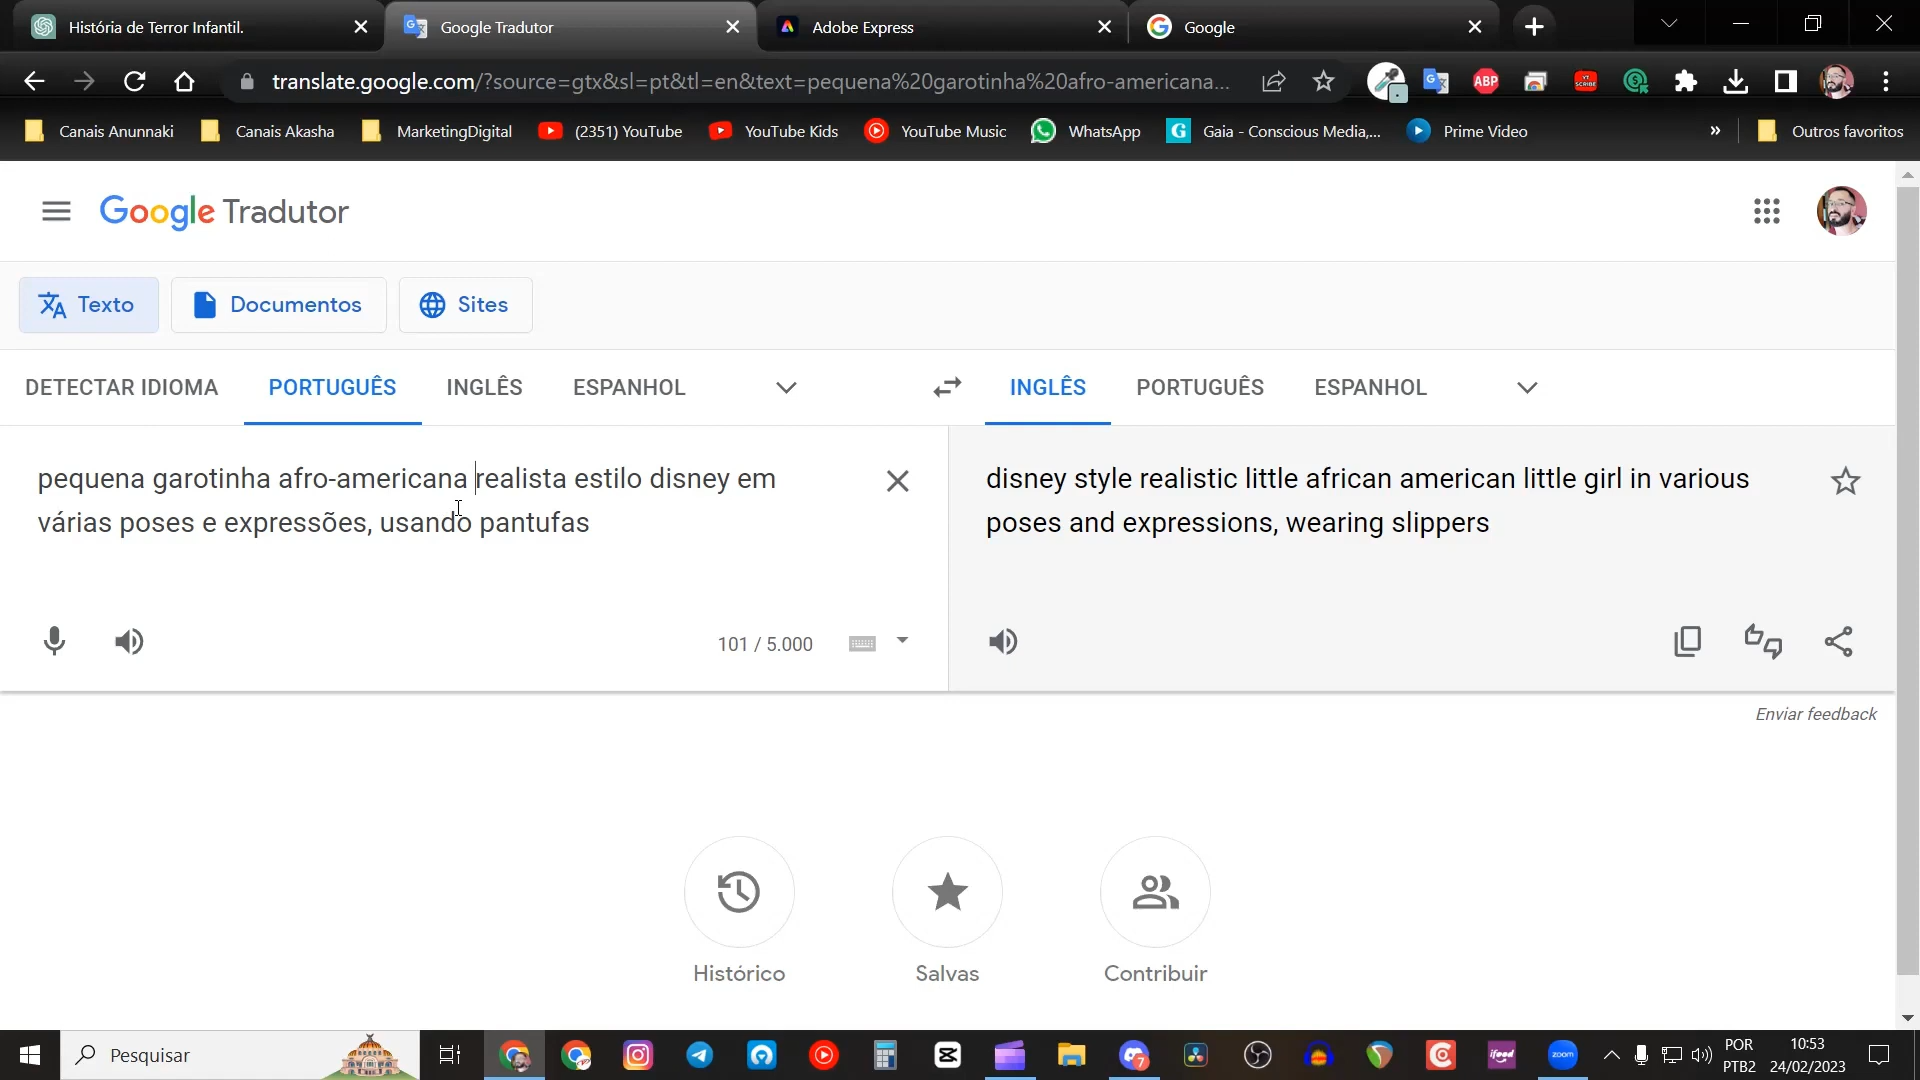 História de Terror Infantil.
Google Tradutor
Adobe Express
Google
translate.google.com/?source=gtx&sl=pt&tl=en&text=pequena%20garotinha%20afro-americana...
ABP
Canais Anunnaki
Canais Akasha
MarketingDigital
(2351) YouTube
YouTube Kids
YouTube Music
WhatsApp
Gaia - Conscious Media,...
Prime Video
»
Outros favoritos
Google Tradutor
Texto
Documentos
Sites
DETECTAR IDIOMA
PORTUGUÊS
INGLÊS
ESPANHOL
INGLÊS
PORTUGUÊS
ESPANHOL
pequena garotinha afro-americana realista estilo disney em
várias poses e expressões, usando pantufas
disney style realistic little african american little girl in various
poses and expressions, wearing slippers
101 / 5.000
Enviar feedback
Histórico
Salvas
Contribuir
Pesquisar
7
ifood
zoom
POR
PTB2
10:53
24/02/2023